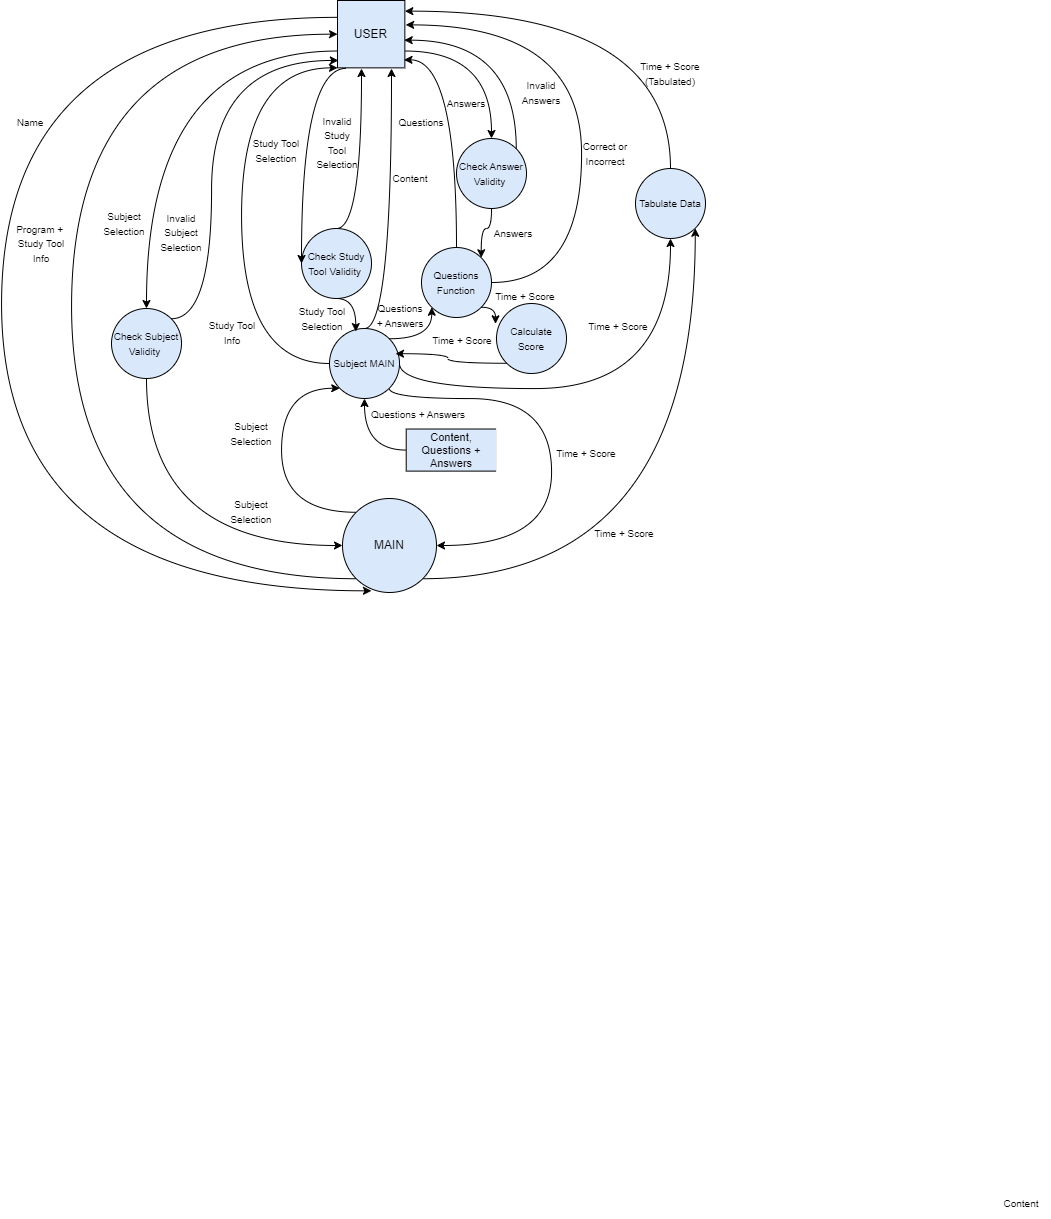 USER
Time + Score
(Tabulated)
Invalid
Answers
Answers
Name
Invalid
Study
Tool
Selection
Questions
Study Tool
Selection
Correct or
Incorrect
Check Answer
Validity
Content
Tabulate Data
Subject
Selection
Invalid
Subject
Selection
Program +
Study Tool
Info
Answers
Check Study
Tool Validity
Questions
Function
Time + Score
Study Tool
Selection
Questions
+ Answers
Study Tool
Info
Time + Score
Check Subject
Validity
Time + Score
Calculate
Score
Subject MAIN
Questions + Answers
Subject
Selection
Content,
Questions +
Answers
Time + Score
Subject
Selection
MAIN
Time + Score
Content